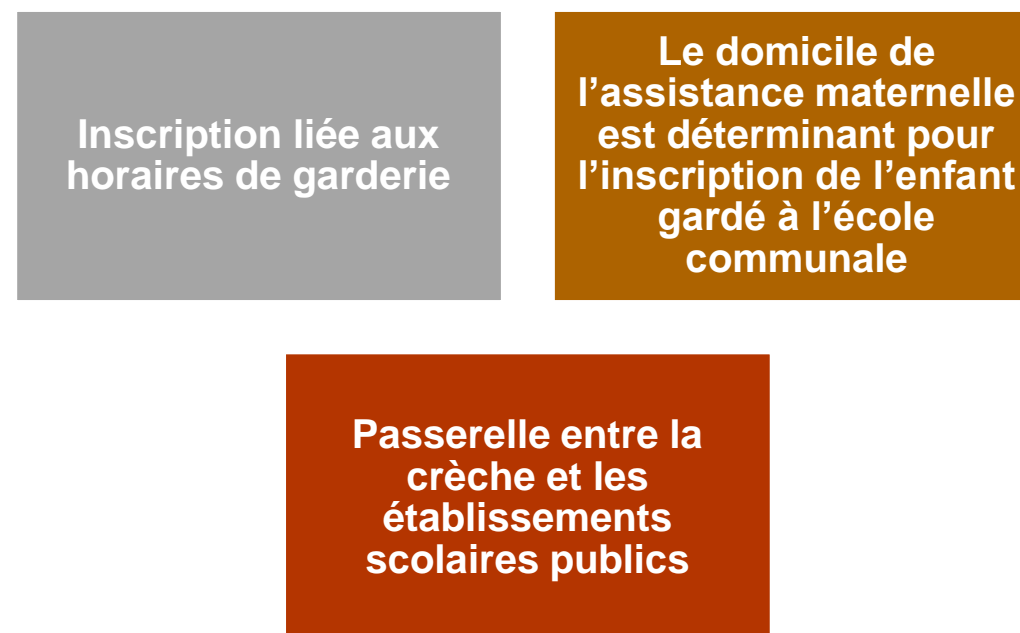 Inscription liée aux
horaires de garderie
Le domicile de
l’assistance maternelle
est déterminant pour
l’inscription de l’enfant
gardé à l’école
communale
Passerelle entre la
crèche et les
établissements
scolaires publics